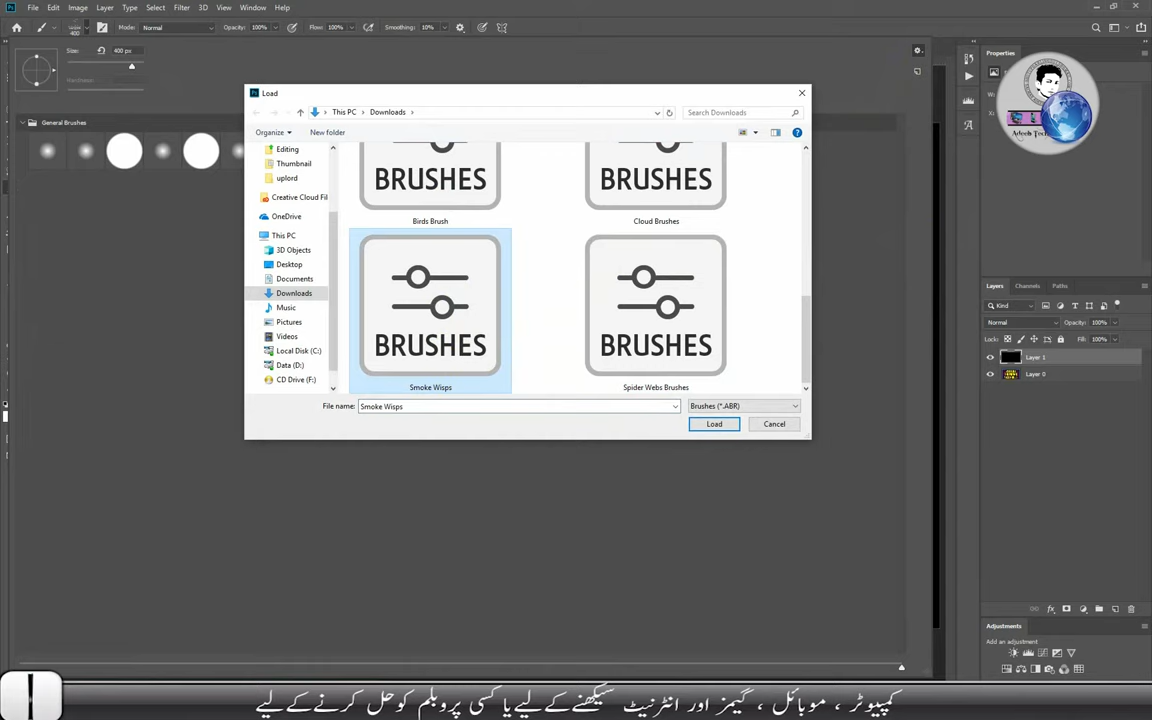 File Edit Image Layer Type Select Filter 3D View Window Help
400 Mode: Normal Opacity: 100% Flow: 100% Smoothing: 10%
Size: 400 px
Hardness:
General Brushes
Load
This PC Downloads
Search Downloads
Organize New folder
Editing
Thumbnail
uplord
Creative Cloud Fil
OneDrive
This PC
3D Objects
Desktop
Documents
Downloads
Music
Pictures
Videos
Local Disk (C:)
Data (D:)
CD Drive (F:)
BRUSHES BRUSHES
Birds Brush Cloud Brushes
BRUSHES BRUSHES
Smoke Wisps Spider Webs Brushes
File name: Smoke Wisps Brushes (*.ABR)
Load Cancel
Properties
Layers Channels Paths
Kind
Normal Opacity: 100%
Lock: Fill: 100%
Layer 1
Layer 0
Adjustments
Add an adjustment
کمپیوٹر ، موبائل ، گیمز اور انٹرنیٹ سیکھنے کے لیے یا کسی پروبلم کو حل کرنے کے لیے